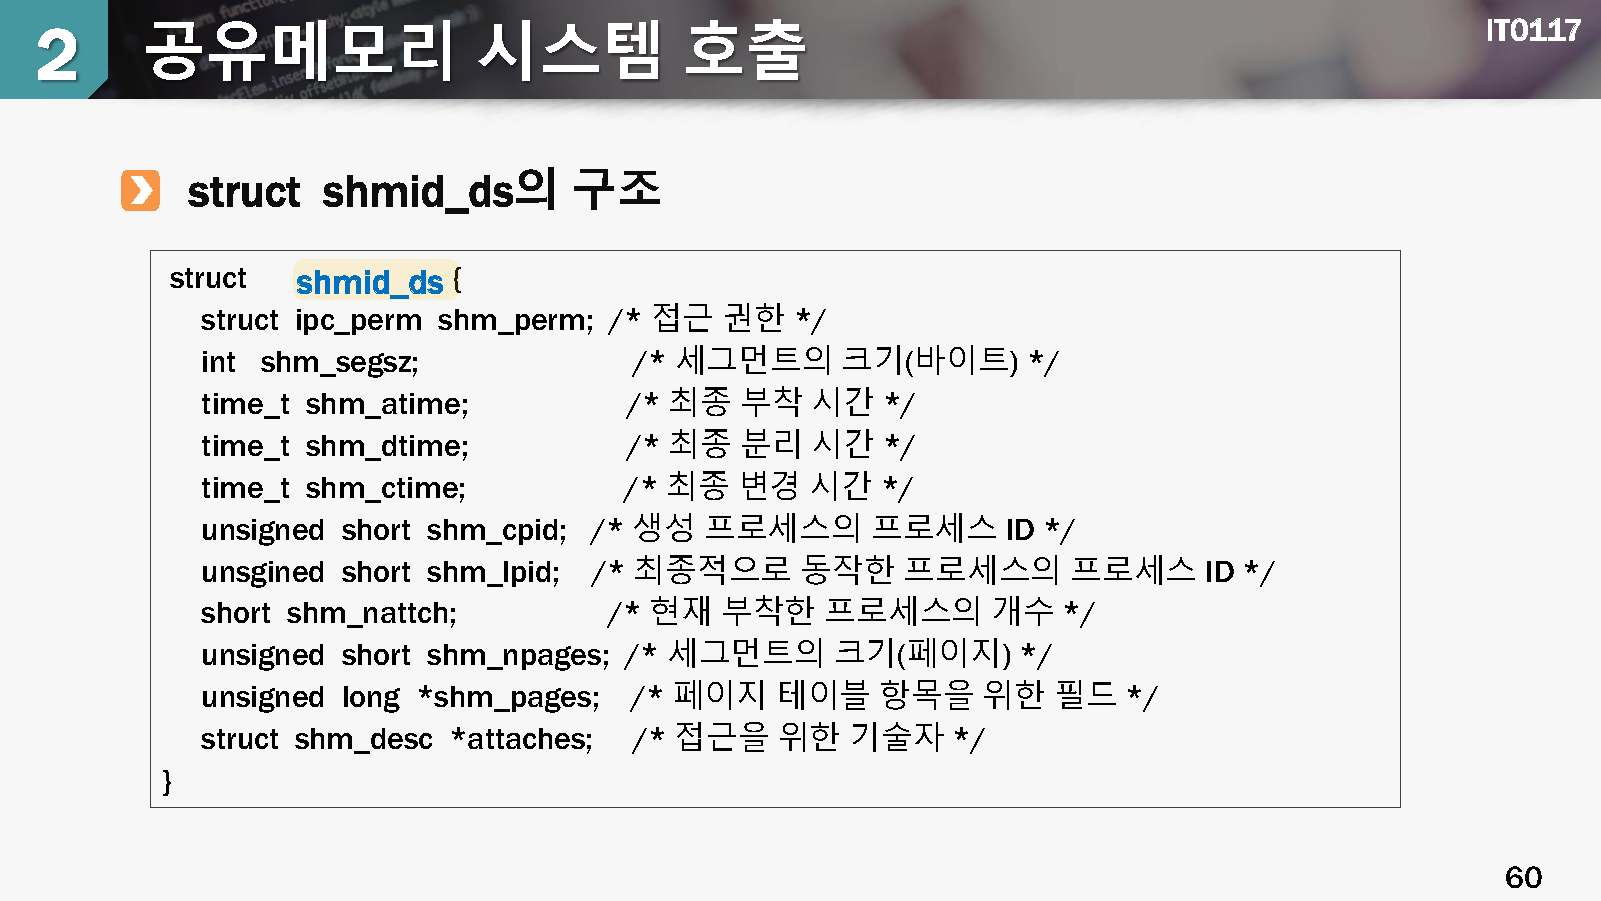 2 공유메모리 시스템 호출
IT0117
struct shmid_ds의 구조
struct shmid_ds {
struct ipc_perm shm_perm; /* 접근 권한 */
int shm_segsz; /* 세그먼트의 크기(바이트) */
time_t shm_atime; /* 최종 부착 시간 */
time_t shm_dtime; /* 최종 분리 시간 */
time_t shm_ctime; /* 최종 변경 시간 */
unsigned short shm_cpid; /* 생성 프로세스의 프로세스 ID */
unsgined short shm_lpid; /* 최종적으로 동작한 프로세스의 프로세스 ID */
short shm_nattch; /* 현재 부착한 프로세스의 개수 */
unsigned short shm_npages; /* 세그먼트의 크기(페이지) */
unsigned long *shm_pages; /* 페이지 테이블 항목을 위한 필드 */
struct shm_desc *attaches; /* 접근을 위한 기술자 */
}
60